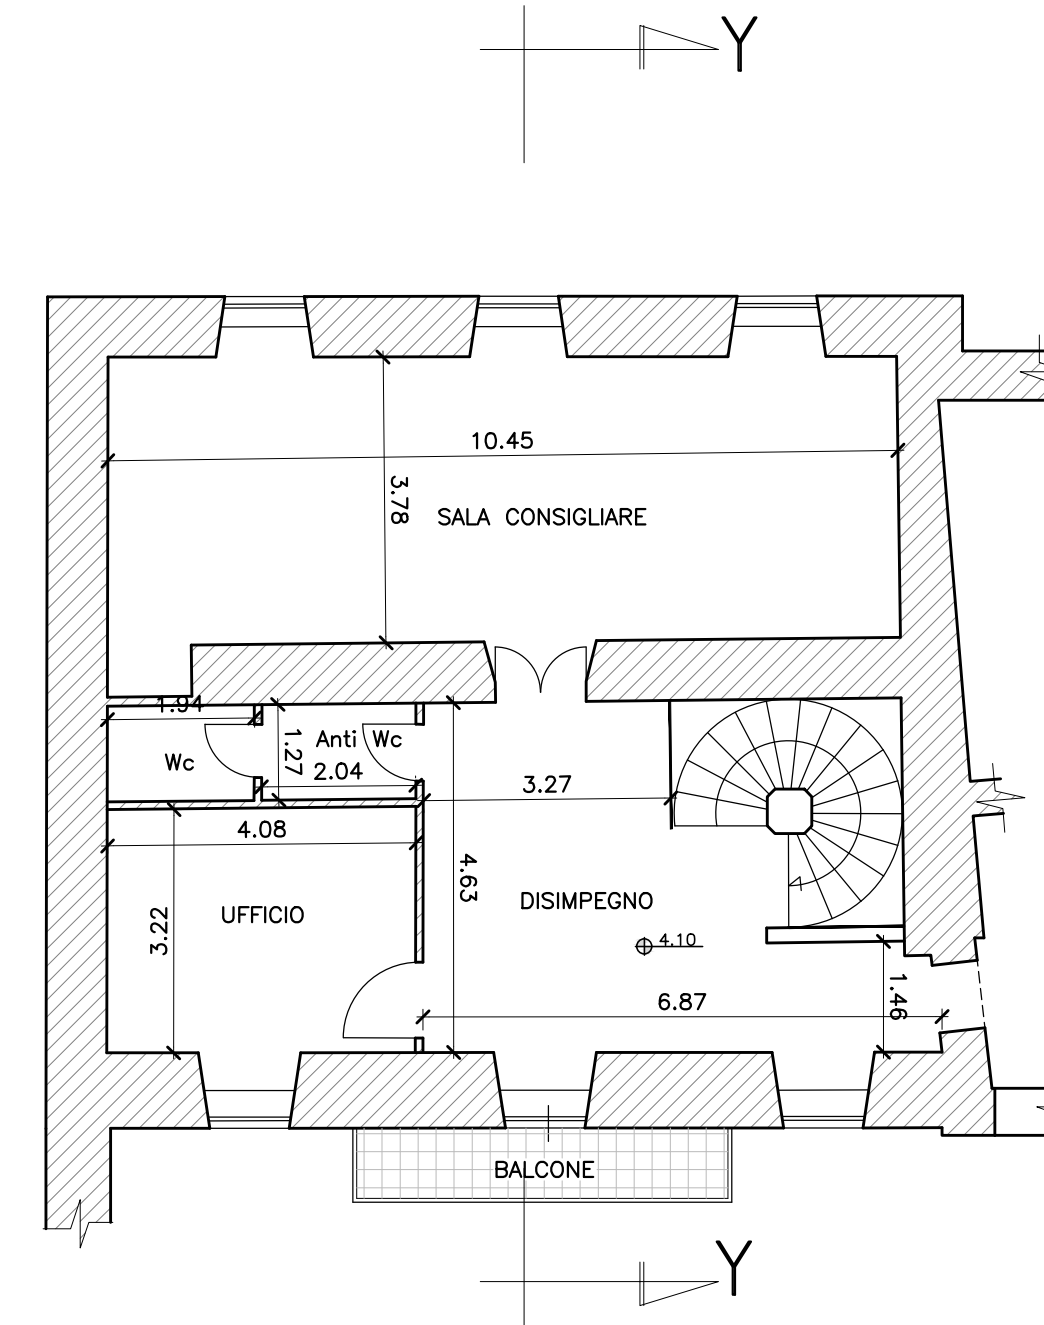 Y
10.45
3.78
SALA CONSIGLIARE
1.94
Wc
1.27
Anti Wc
2.04
3.27
4.08
4.63
UFFICIO
3.22
DISIMPEGNO
4.10
6.87
1.46
BALCONE
Y